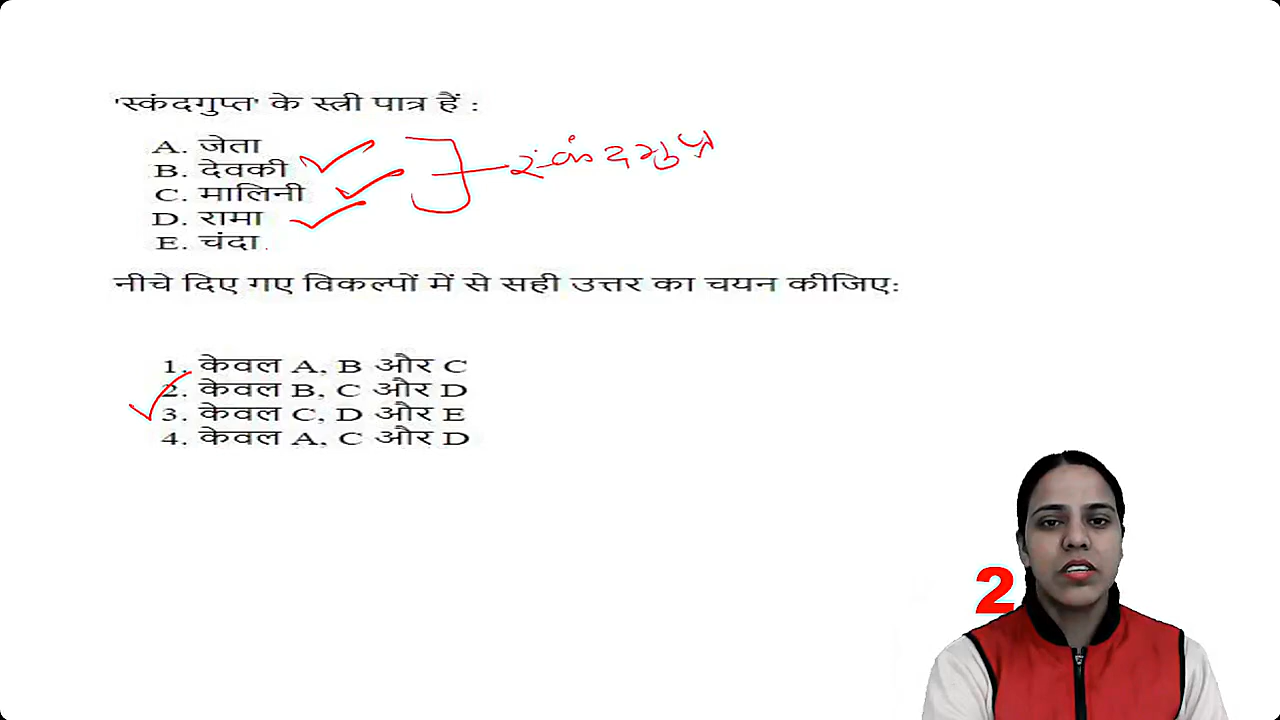 'स्कंदगुप्त' के स्त्री पात्र हैं :
A. जेता
B. देवकी
C. मालिनी
D. रामा
E. चंदा.
स्कंदगुप्त
नीचे दिए गए विकल्पों में से सही उत्तर का चयन कीजिए:
1. केवल A, B और C
2. केवल B, C और D
3. केवल C, D और E
4. केवल A, C और D
2